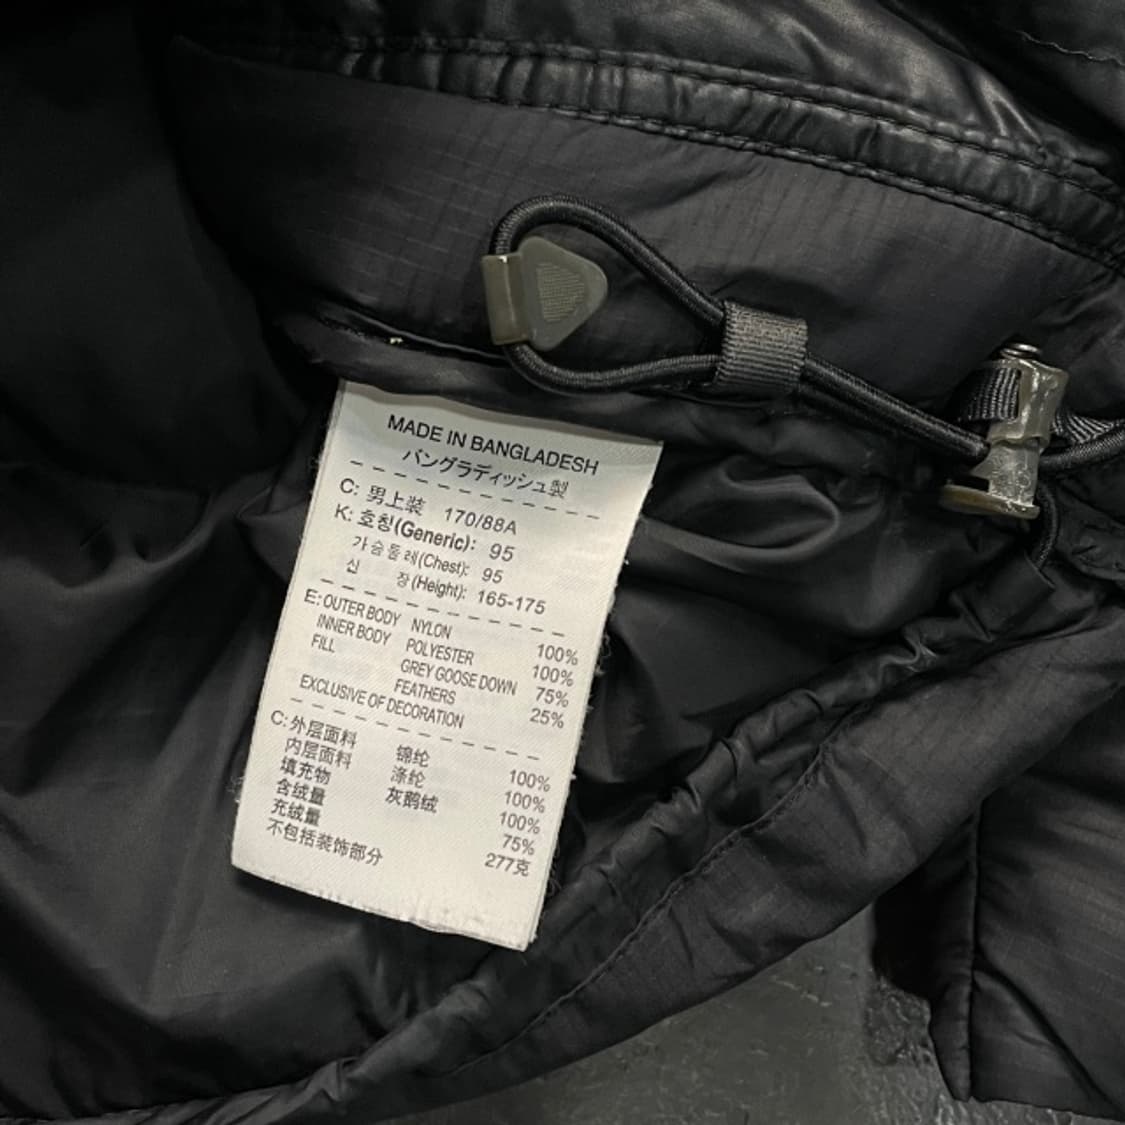 MADE IN BANGLADESH
バングラディッシュ製
C: 男上装 170/88A
K: 호칭(Generic): 95
가슴둘레(Chest): 95
신 장(Height): 165-175
E: OUTER BODY NYLON 100%
INNER BODY POLYESTER 100%
FILL GREY GOOSE DOWN 75%
FEATHERS 25%
EXCLUSIVE OF DECORATION
C: 外层面料 锦纶 100%
内层面料 涤纶 100%
填充物 灰鹅绒 100%
含绒量 75%
充绒量 277克
不包括装饰部分